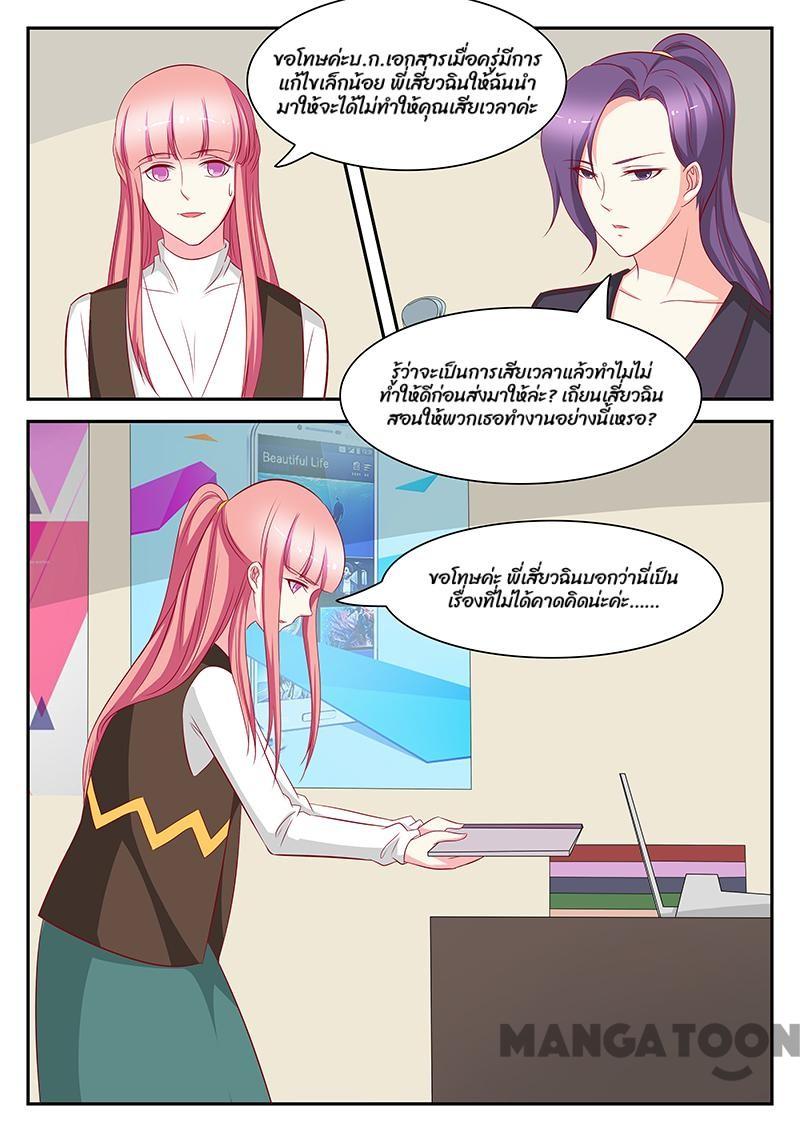 ขอโทษค่ะบ.ก.เอกสารเมื่อครู่มีการ
แก้ไขเล็กน้อย พี่เสี่ยวฉินให้ฉันนำ
มาให้จะได้ไม่ทำให้คุณเสียเวลาค่ะ
รู้ว่าจะเป็นการเสียเวลาแล้วทำไมไม่
ทำให้ดีก่อนส่งมาให้ล่ะ? เถียนเสี่ยวฉิน
สอนให้พวกเธอทำงานอย่างนี้เหรอ?
Beautiful Life
ขอโทษค่ะ พี่เสี่ยวฉินบอกว่านี่เป็น
เรื่องที่ไม่ได้คาดคิดน่ะค่ะ......
MANGATOON